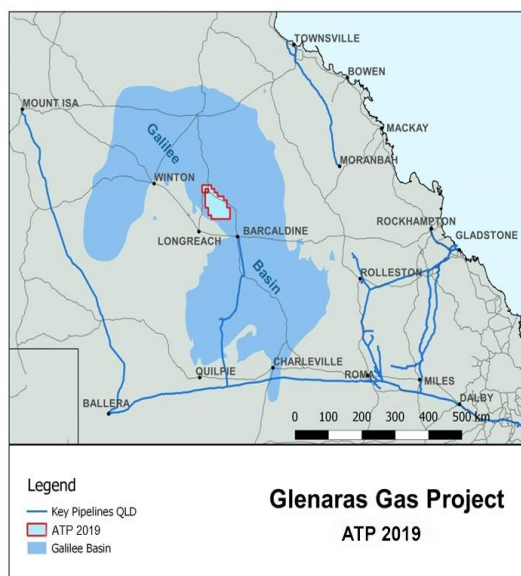 TOWNSVILLE
BOWEN
MOUNT ISA
MACKAY
Galilee
MORANBAH
WINTON
ROCKHAMPTON
GLADSTONE
LONGREACH
BARCALDINE
Basin
ROLLESTON
QUILPIE
CHARLEVILLE
ROMA
MILES
BALLERA
DALBY
0 100 200 300 400 500 km
Legend
Key Pipelines QLD
ATP 2019
Galilee Basin
Glenaras Gas Project
ATP 2019